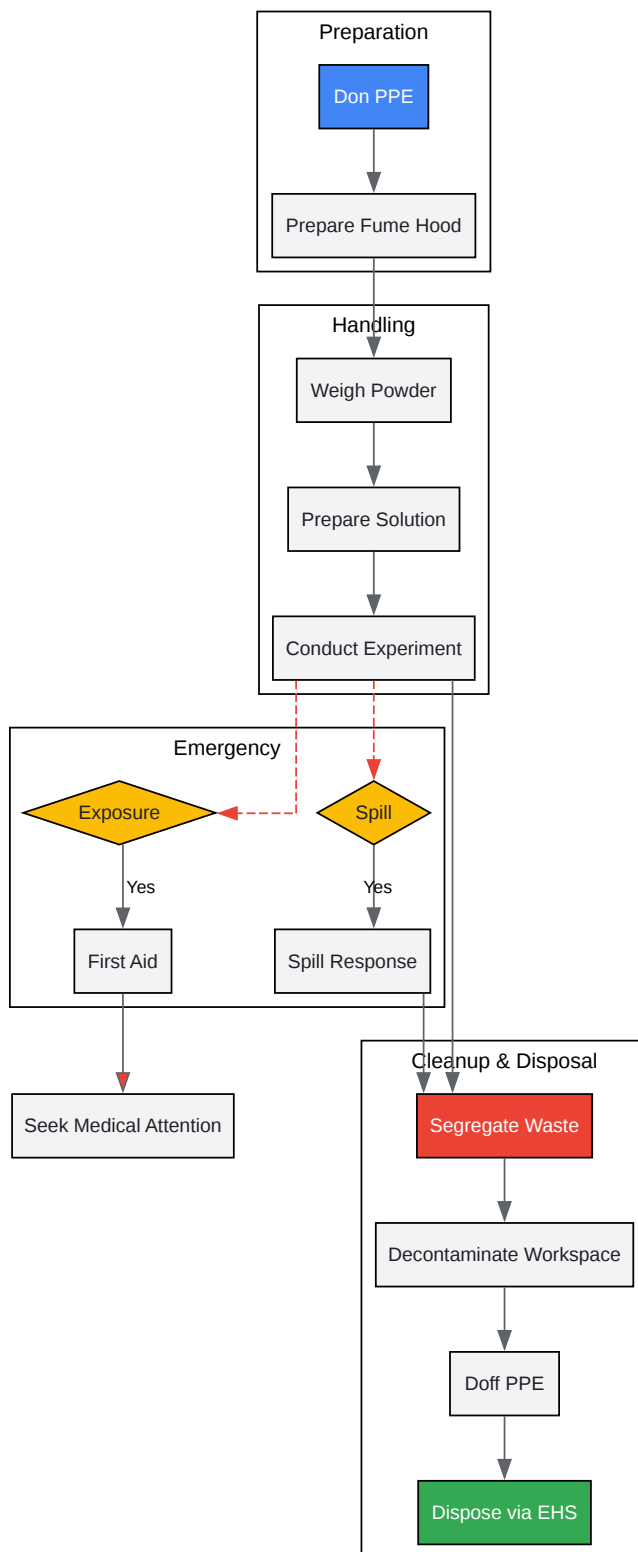 Preparation
Don PPE
Prepare Fume Hood
Handling
Weigh Powder
Prepare Solution
Conduct Experiment
Emergency
Exposure
Spill
Yes
Yes
First Aid
Spill Response
Cleanup & Disposal
Seek Medical Attention
Segregate Waste
Decontaminate Workspace
Doff PPE
Dispose via EHS